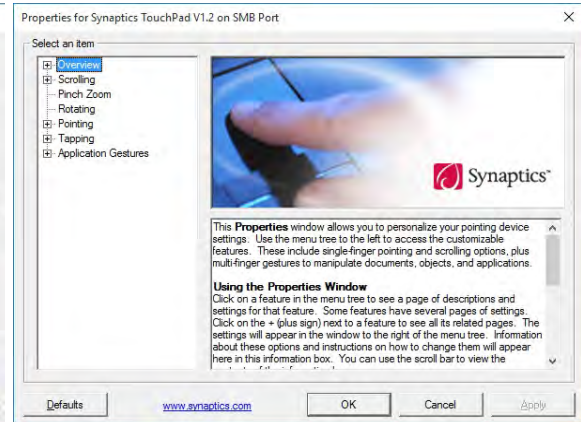 Properties for Synaptics TouchPad V1.2 on SMB Port
Select an item
Overview
Scrolling
Pinch Zoom
Rotating
Pointing
Tapping
Application Gestures
Synaptics™
This Properties window allows you to personalize your pointing device
settings. Use the menu tree to the left to access the customizable
features. These include single-finger pointing and scrolling options, plus
multi-finger gestures to manipulate documents, objects, and applications.
Using the Properties Window
Click on a feature in the menu tree to see a page of descriptions and
settings for that feature. Some features have several pages of settings.
Click on the + (plus sign) next to a feature to see all its related pages. The
settings will appear in the window to the right of the menu tree. Information
about these options and instructions on how to change them will appear
here in this information box. You can use the scroll bar to view the
Defaults
www.synaptics.com
OK
Cancel
Apply